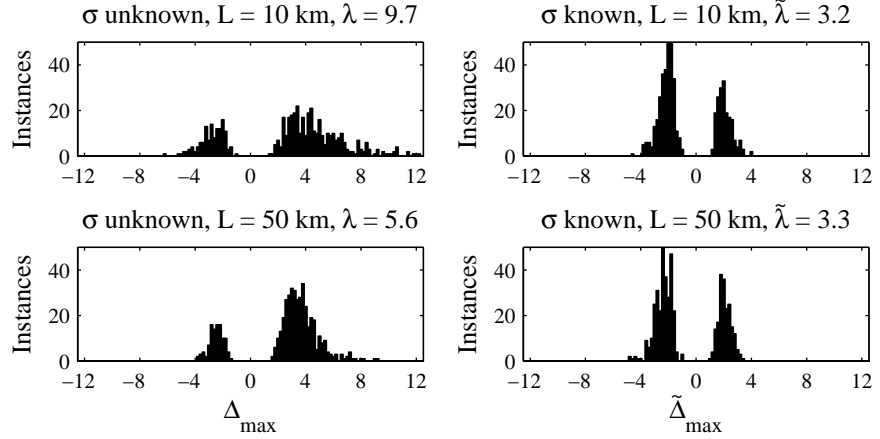 σ unknown, L = 10 km, λ = 9.7
σ known, L = 10 km, λ̃ = 3.2
Instances
40
20
0
−12 −8 −4 0 4 8 12
Instances
40
20
0
−12 −8 −4 0 4 8 12
σ unknown, L = 50 km, λ = 5.6
σ known, L = 50 km, λ̃ = 3.3
Instances
40
20
0
−12 −8 −4 0 4 8 12
Δmax
Instances
40
20
0
−12 −8 −4 0 4 8 12
Δ̃max